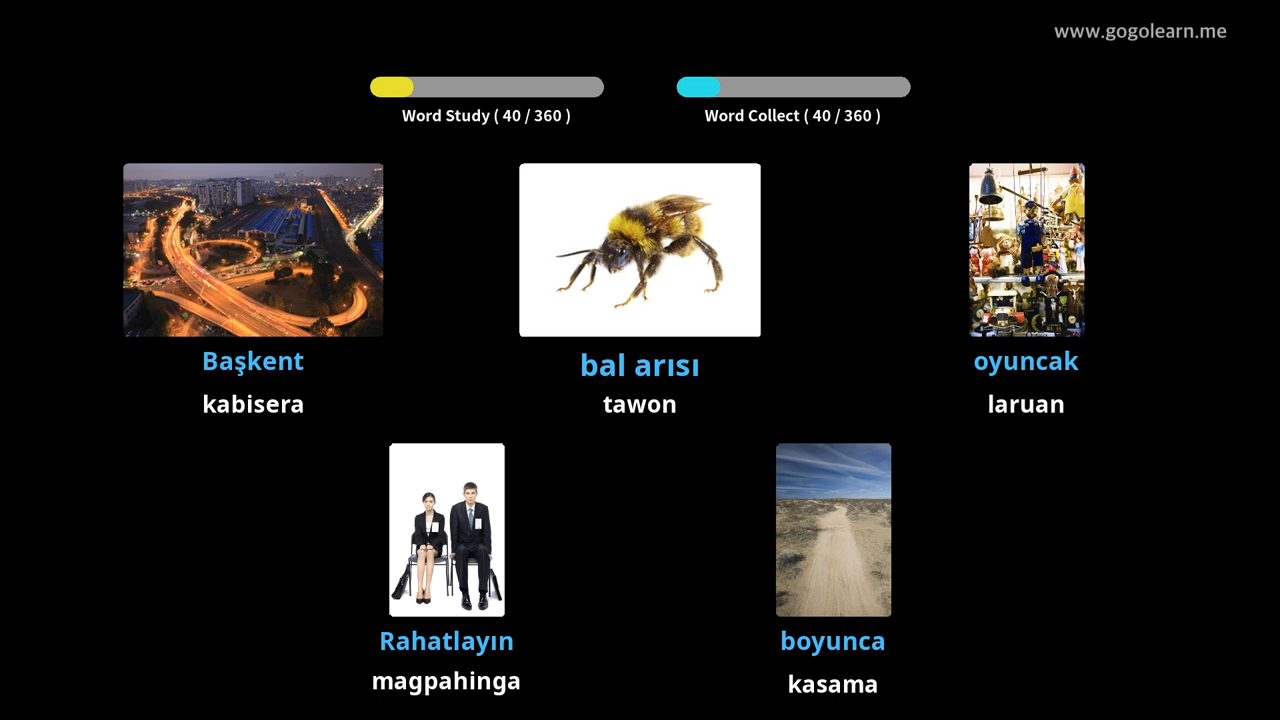 www.gogolearn.me
Word Study ( 40 / 360 )
Word Collect ( 40 / 360 )
Başkent
bal arısı
oyuncak
kabisera
tawon
laruan
Rahatlayın
boyunca
magpahinga
kasama